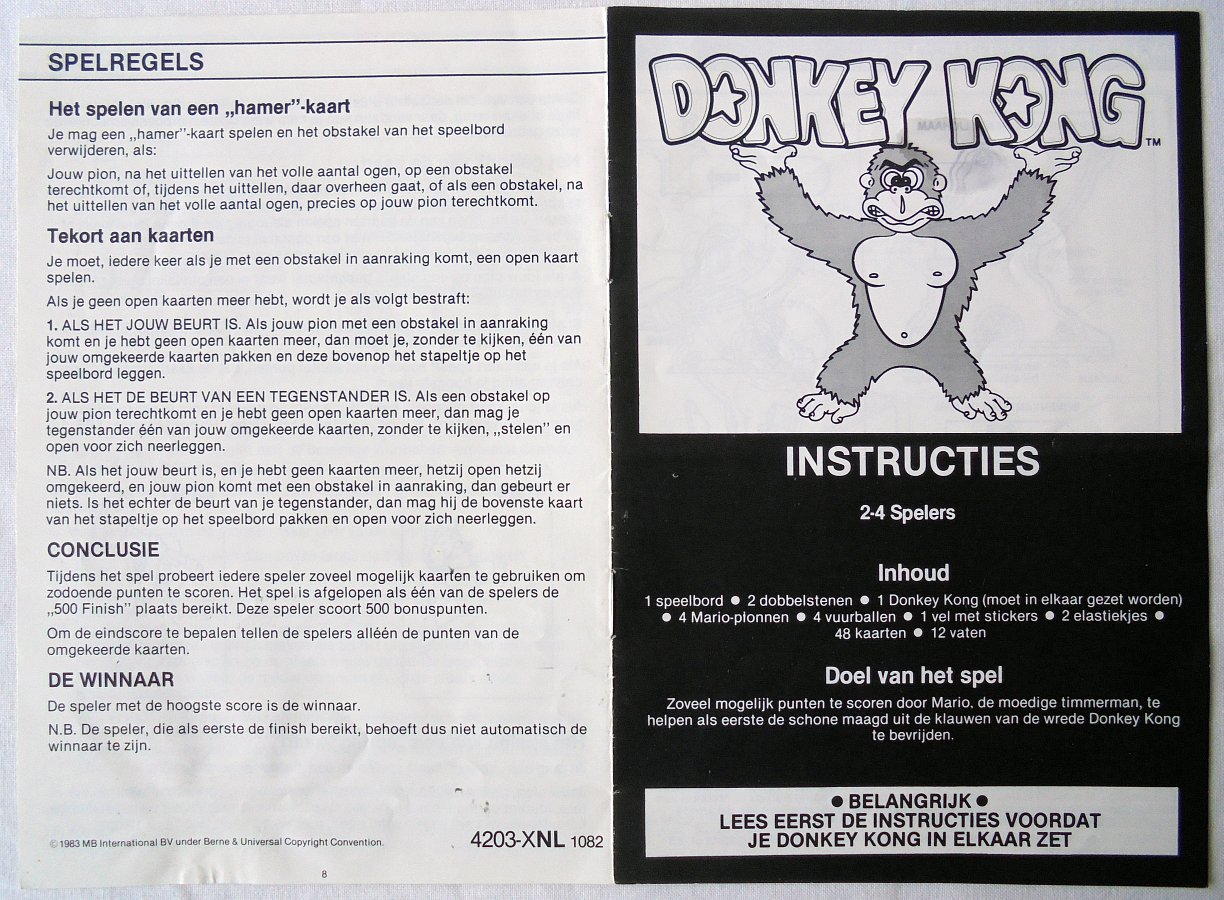 SPELREGELS
Het spelen van een „hamer”-kaart
Je mag een „hamer”-kaart spelen en het obstakel van het speelbord
verwijderen, als:
Jouw pion, na het uittellen van het volle aantal ogen, op een obstakel
terechtkomt of, tijdens het uittellen, daar overheen gaat, of als een obstakel, na
het uittellen van het volle aantal ogen, precies op jouw pion terechtkomt.
Tekort aan kaarten
Je moet, iedere keer als je met een obstakel in aanraking komt, een open kaart
spelen.
Als je geen open kaarten meer hebt, wordt je als volgt bestraft:
1. ALS HET JOUW BEURT IS. Als jouw pion met een obstakel in aanraking
komt en je hebt geen open kaarten meer, dan moet je, zonder te kijken, één van
jouw omgekeerde kaarten pakken en deze bovenop het stapeltje op het
speelbord leggen.
2. ALS HET DE BEURT VAN EEN TEGENSTANDER IS. Als een obstakel op
jouw pion terechtkomt en je hebt geen open kaarten meer, dan mag je
tegenstander één van jouw omgekeerde kaarten, zonder te kijken, „stelen” en
open voor zich neerleggen.
NB. Als het jouw beurt is, en je hebt geen kaarten meer, hetzij open hetzij
omgekeerd, en jouw pion komt met een obstakel in aanraking, dan gebeurt er
niets. Is het echter de beurt van je tegenstander, dan mag hij de bovenste kaart
van het stapeltje op het speelbord pakken en open voor zich neerleggen.
CONCLUSIE
Tijdens het spel probeert iedere speler zoveel mogelijk kaarten te gebruiken om
zodoende punten te scoren. Het spel is afgelopen als één van de spelers de
„500 Finish” plaats bereikt. Deze speler scoort 500 bonuspunten.
Om de eindscore te bepalen tellen de spelers alléén de punten van de
omgekeerde kaarten.
DE WINNAAR
De speler met de hoogste score is de winnaar.
N.B. De speler, die als eerste de finish bereikt, behoeft dus niet automatisch de
winnaar te zijn.
© 1983 MB International BV under Berne & Universal Copyright Convention.
4203-XNL 1082
8
DONKEY KONG™
INSTRUCTIES
2-4 Spelers
Inhoud
1 speelbord ● 2 dobbelstenen ● 1 Donkey Kong (moet in elkaar gezet worden)
● 4 Mario-pionnen ● 4 vuurballen ● 1 vel met stickers ● 2 elastiekjes ●
48 kaarten ● 12 vaten
Doel van het spel
Zoveel mogelijk punten te scoren door Mario, de moedige timmerman, te
helpen als eerste de schone maagd uit de klauwen van de wrede Donkey Kong
te bevrijden.
● BELANGRIJK ●
LEES EERST DE INSTRUCTIES VOORDAT
JE DONKEY KONG IN ELKAAR ZET